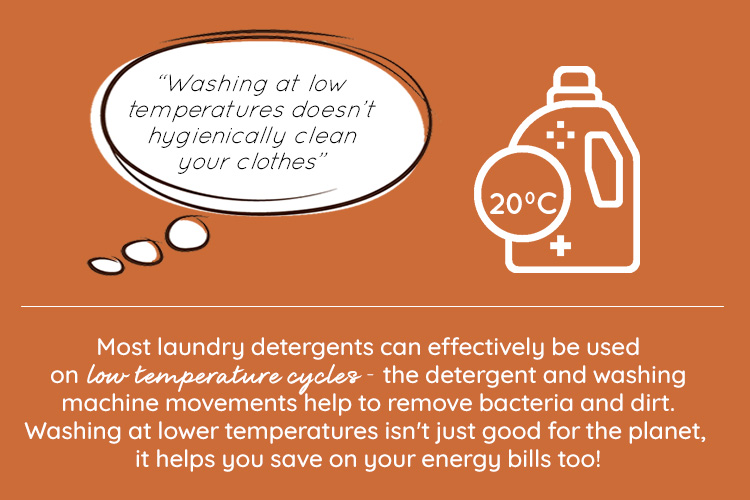 “Washing at low
temperatures doesn’t
hygienically clean
your clothes”
20°C
Most laundry detergents can effectively be used
on low temperature cycles - the detergent and washing
machine movements help to remove bacteria and dirt.
Washing at lower temperatures isn't just good for the planet,
it helps you save on your energy bills too!